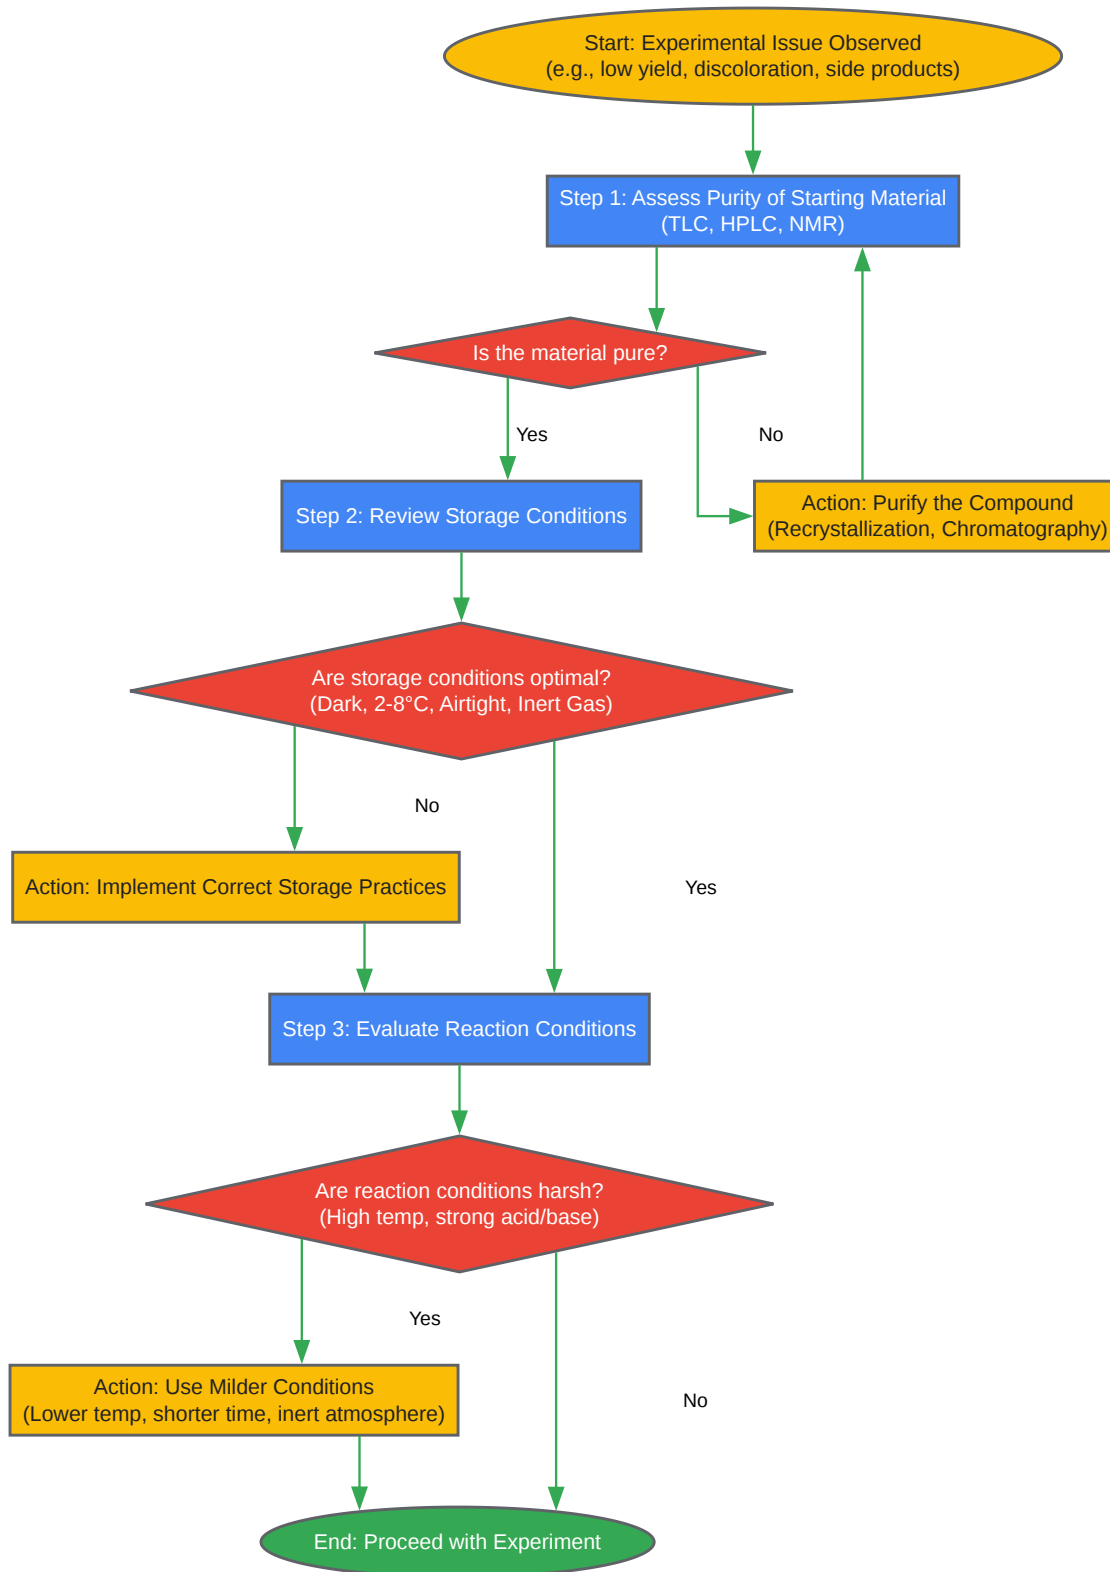 Start: Experimental Issue Observed
(e.g., low yield, discoloration, side products)
Step 1: Assess Purity of Starting Material
(TLC, HPLC, NMR)
Is the material pure?
Yes
No
Step 2: Review Storage Conditions
Action: Purify the Compound
(Recrystallization, Chromatography)
Are storage conditions optimal?
(Dark, 2-8°C, Airtight, Inert Gas)
No
Action: Implement Correct Storage Practices
Yes
Step 3: Evaluate Reaction Conditions
Are reaction conditions harsh?
(High temp, strong acid/base)
Yes
Action: Use Milder Conditions
(Lower temp, shorter time, inert atmosphere)
No
End: Proceed with Experiment